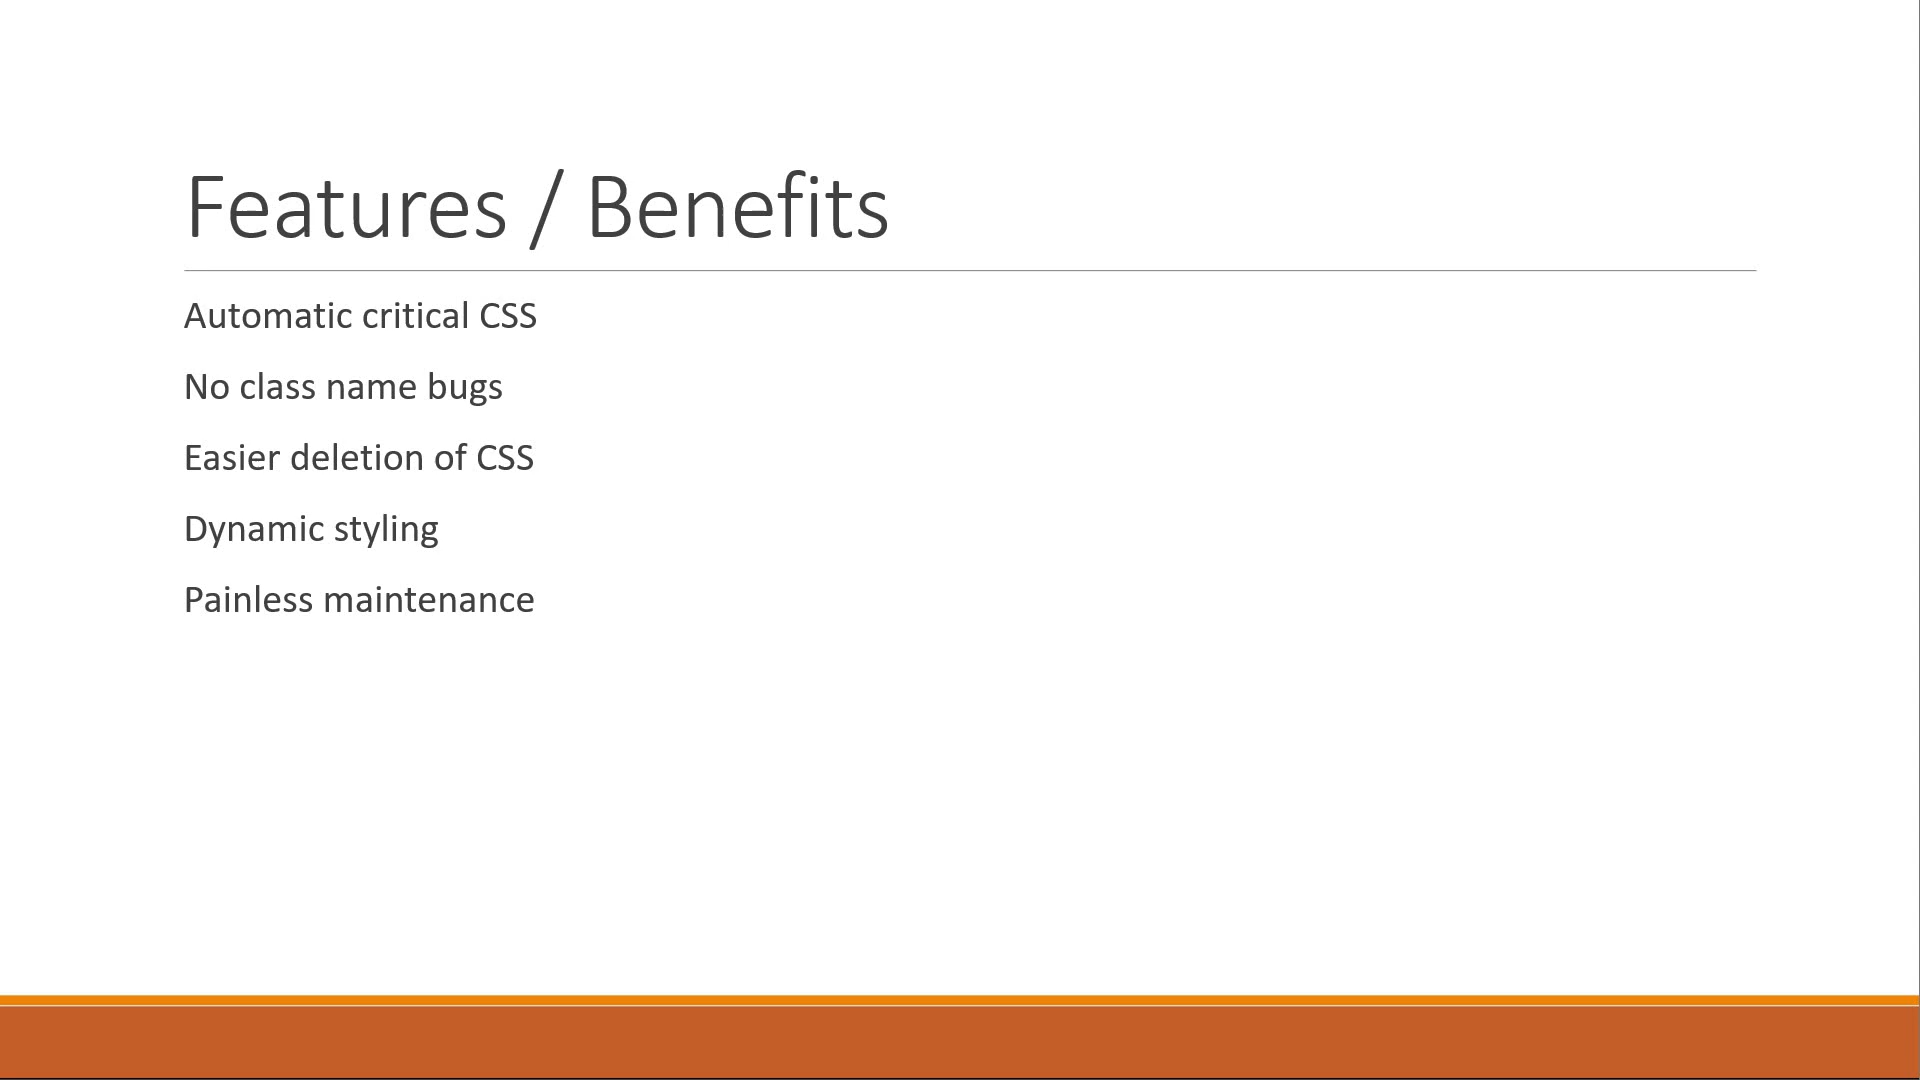 Features / Benefits
Automatic critical CSS
No class name bugs
Easier deletion of CSS
Dynamic styling
Painless maintenance